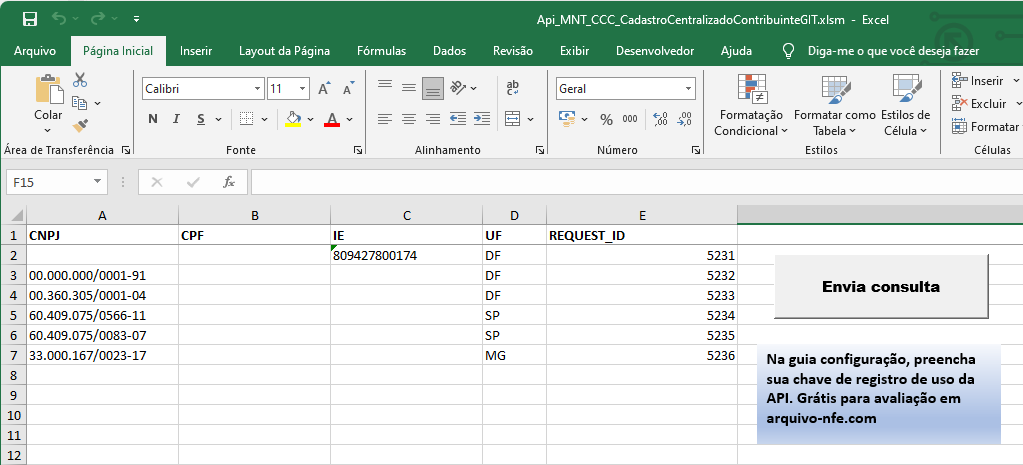 Api_MNT_CCC_CadastroCentralizadoContribuinteGIT.xlsm - Excel
Arquivo Página Inicial Inserir Layout da Página Fórmulas Dados Revisão Exibir Desenvolvedor Ajuda Diga-me o que você deseja fazer
Colar
Área de Transferência
Calibri 11
N I S
Fonte
ab
Alinhamento
Geral
% 000
Número
Formatação Condicional
Formatar como Tabela
Estilos de Célula
Estilos
Inserir
Excluir
Formatar
Células
F15 fx
A B C D E
1 CNPJ CPF IE UF REQUEST_ID
2 809427800174 DF 5231
3 00.000.000/0001-91 DF 5232
4 00.360.305/0001-04 DF 5233
5 60.409.075/0566-11 SP 5234
6 60.409.075/0083-07 SP 5235
7 33.000.167/0023-17 MG 5236
8
9
10
11
12
Envia consulta
Na guia configuração, preencha
sua chave de registro de uso da
API. Grátis para avaliação em
arquivo-nfe.com